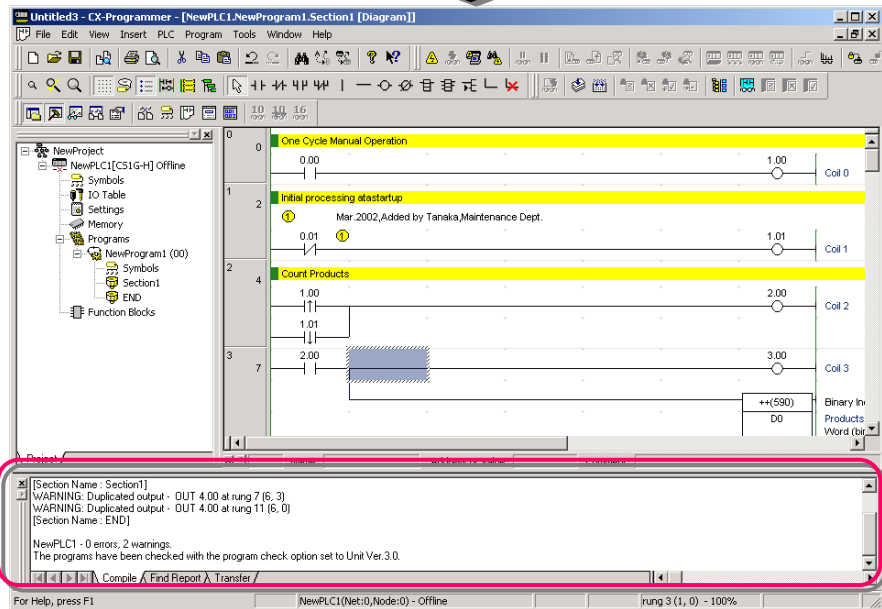 Untitled3 - CX-Programmer - [NewPLC1.NewProgram1.Section1 [Diagram]]
File Edit View Insert PLC Program Tools Window Help
10 10 16
NewProject
NewPLC1[CS1G-H] Offline
Symbols
IO Table
Settings
Memory
Programs
NewProgram1 (00)
Symbols
Section1
END
Function Blocks
Project
0
0
One Cycle Manual Operation
0.00
1.00
Coil 0
1
2
Initial processing atastartup
1 Mar.2002,Added by Tanaka,Maintenance Dept.
0.01 1
1.01
Coil 1
2
4
Count Products
1.00
2.00
Coil 2
1.01
3
7
2.00
3.00
Coil 3
++(590) Binary In
D0 Products
Word (bin
[Section Name : Section1]
WARNING: Duplicated output - OUT 4.00 at rung 7 (6, 3)
WARNING: Duplicated output - OUT 4.00 at rung 11 (6, 0)
[Section Name : END]
NewPLC1 - 0 errors, 2 warnings.
The programs have been checked with the program check option set to Unit Ver.3.0.
Compile Find Report Transfer
For Help, press F1
NewPLC1(Net:0,Node:0) - Offline
rung 3 (1, 0) - 100%